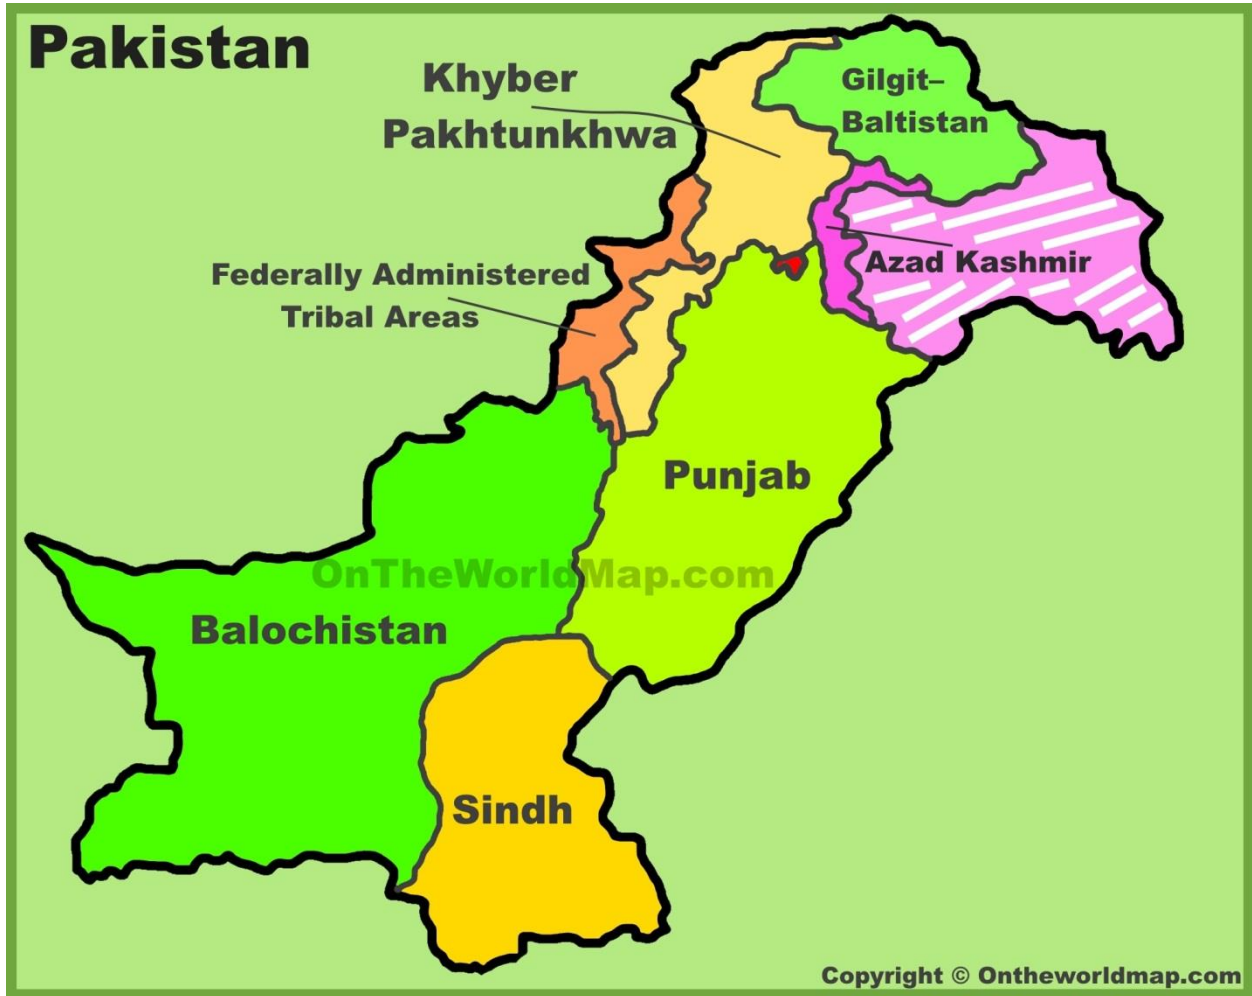 Pakistan
Khyber
Pakhtunkhwa
Gilgit–
Baltistan
Federally Administered
Tribal Areas
Azad Kashmir
Punjab
OnTheWorldMap.com
Balochistan
Sindh
Copyright © Ontheworldmap.com